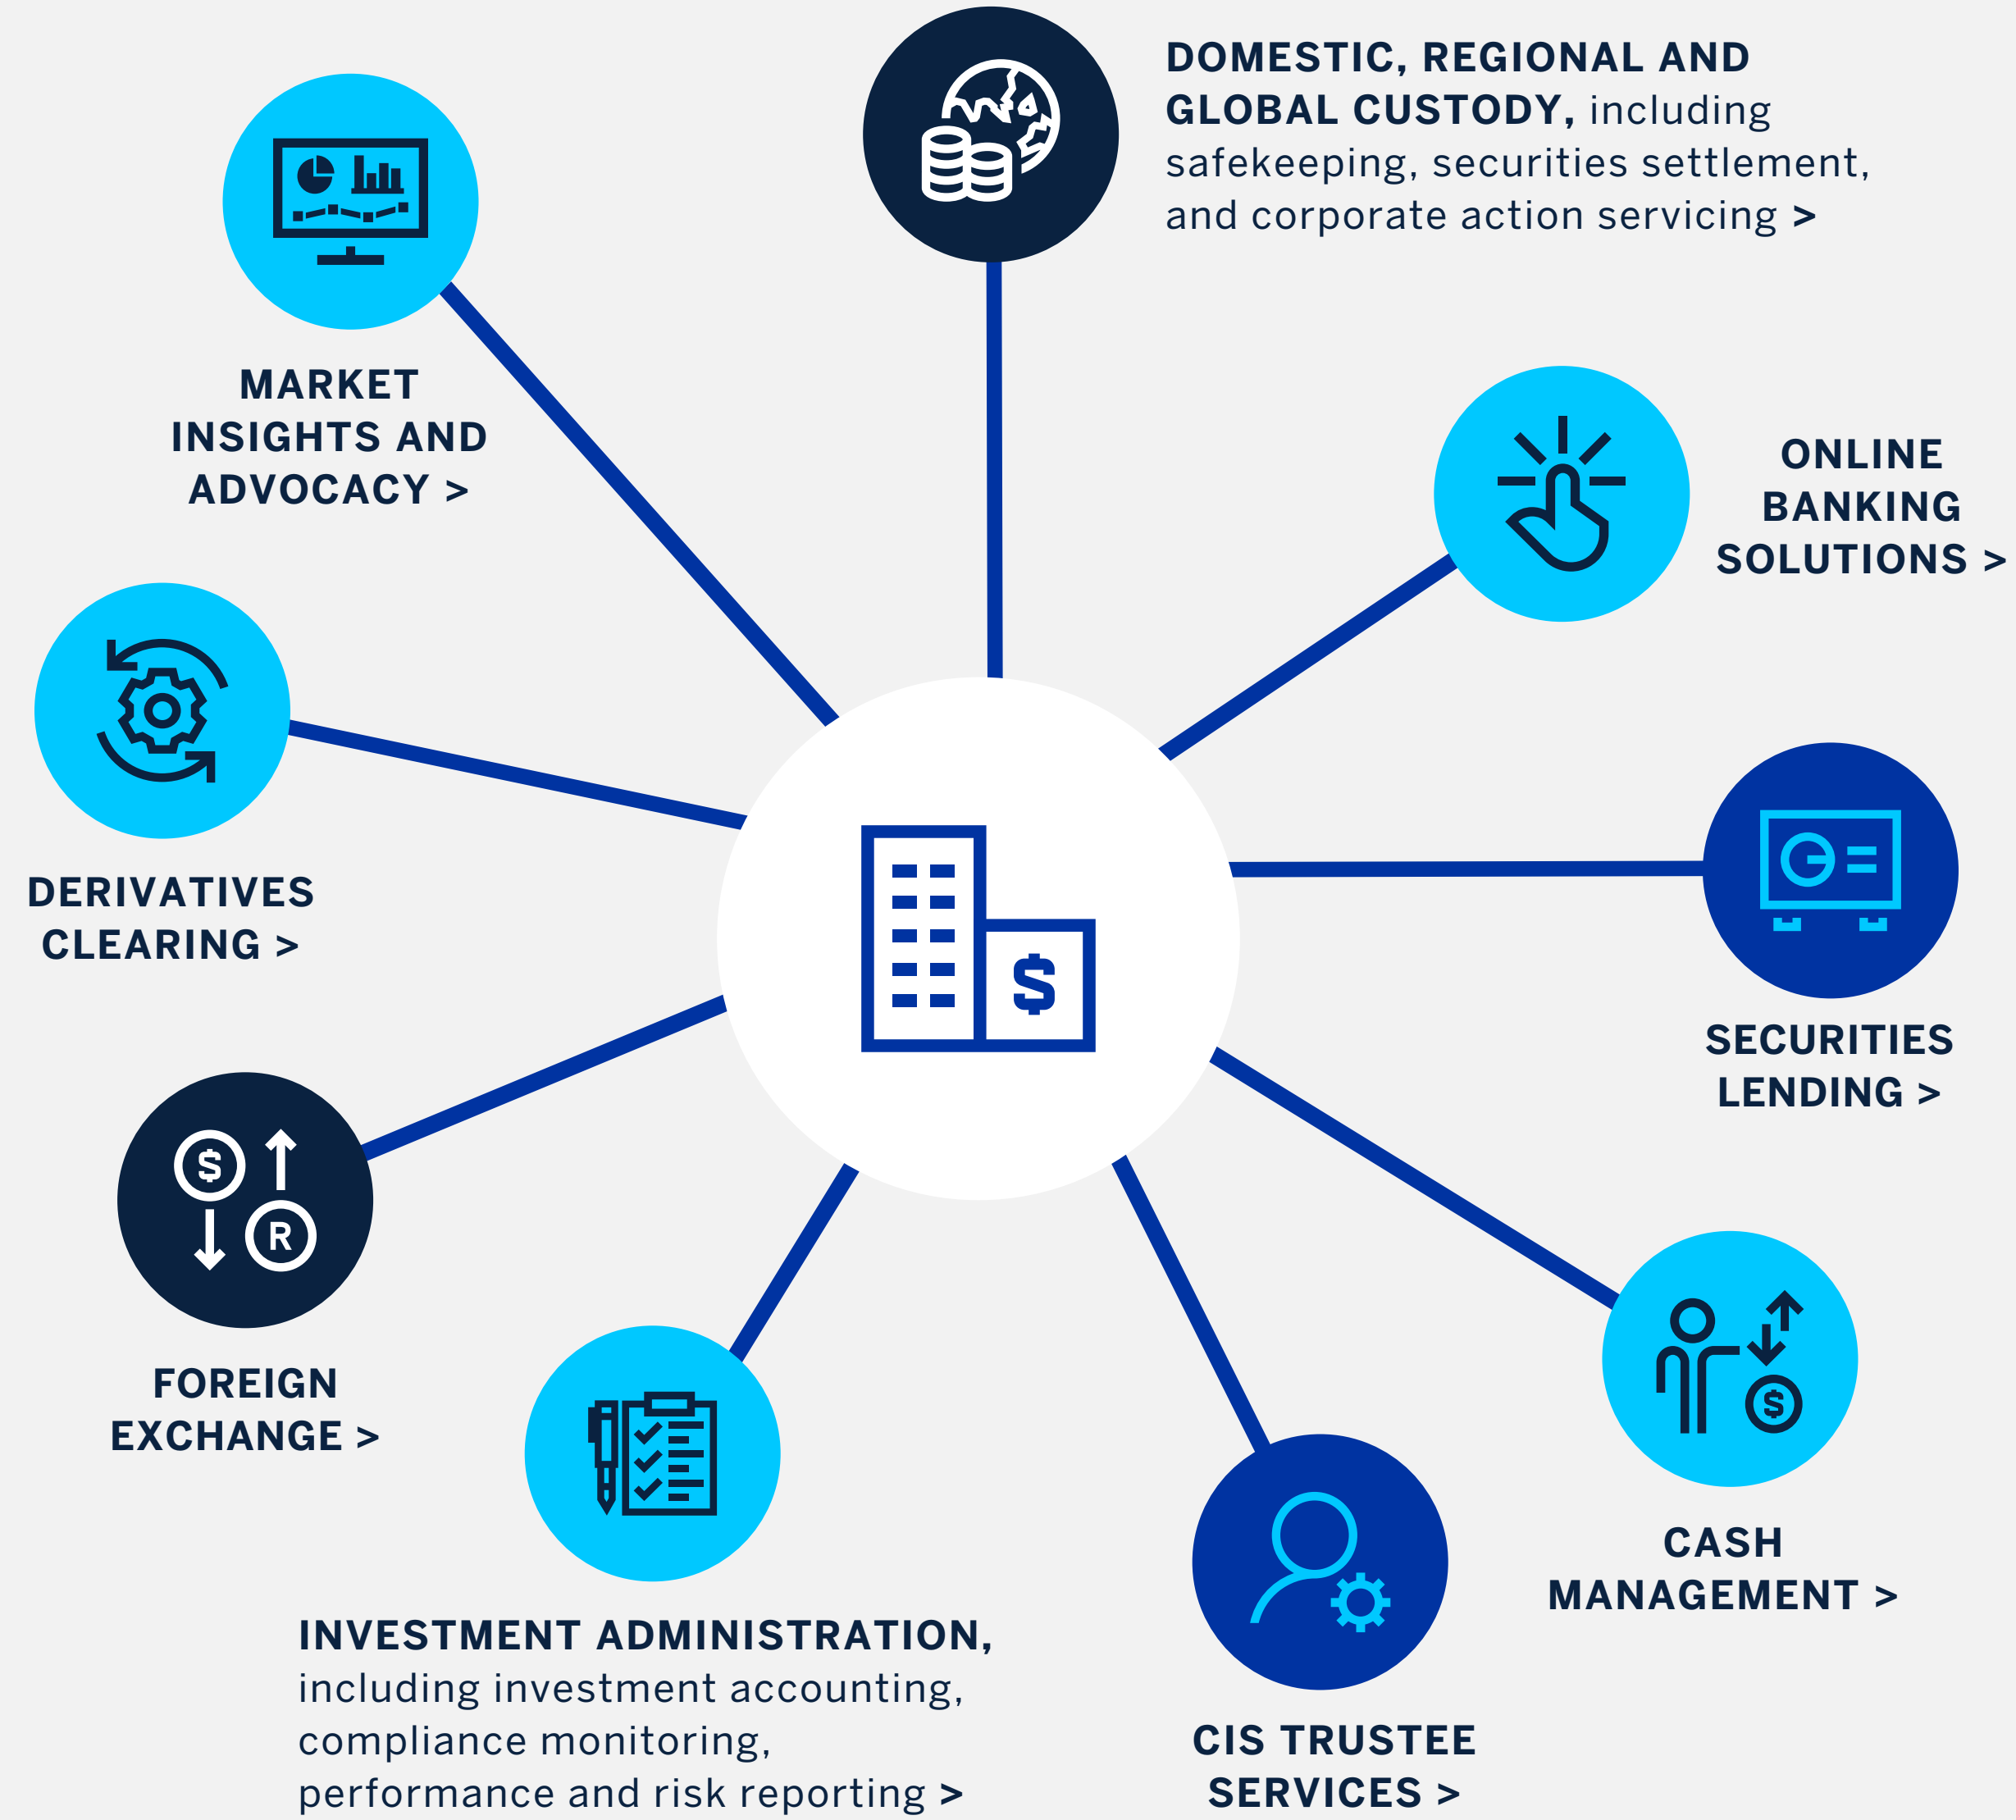 DOMESTIC, REGIONAL AND
GLOBAL CUSTODY, including
safekeeping, securities settlement,
and corporate action servicing >
MARKET
INSIGHTS AND
ADVOCACY >
ONLINE
BANKING
SOLUTIONS >
DERIVATIVES
CLEARING >
$
SECURITIES
LENDING >
$
R
FOREIGN
EXCHANGE >
$
CASH
MANAGEMENT >
INVESTMENT ADMINISTRATION,
including investment accounting,
compliance monitoring,
performance and risk reporting >
CIS TRUSTEE
SERVICES >